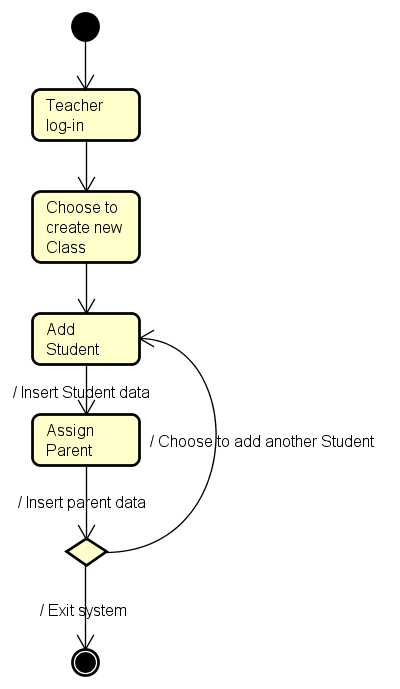 Teacher
log-in
Choose to
create new
Class
Add
Student
/ Insert Student data
Assign
Parent
/ Choose to add another Student
/ Insert parent data
/ Exit system